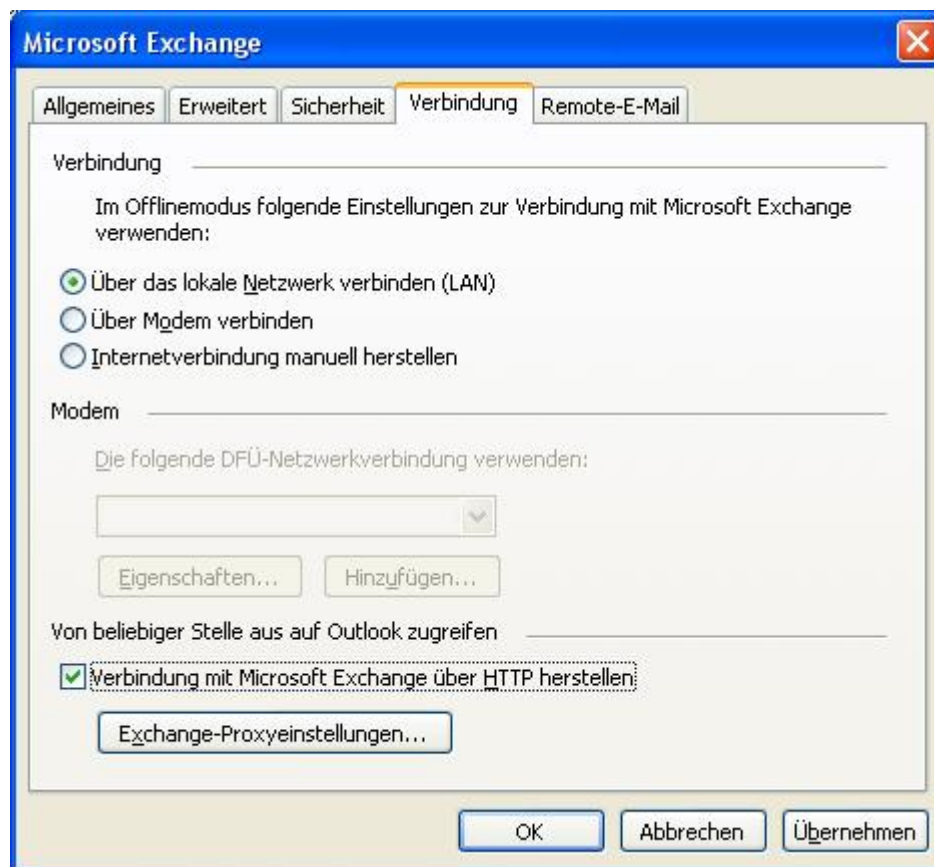 Microsoft Exchange
Allgemeines Erweitert Sicherheit Verbindung Remote-E-Mail
Verbindung
Im Offlinemodus folgende Einstellungen zur Verbindung mit Microsoft Exchange
verwenden:
Über das lokale Netzwerk verbinden (LAN)
Über Modem verbinden
Internetverbindung manuell herstellen
Modem
Die folgende DFÜ-Netzwerkverbindung verwenden:
Eigenschaften... Hinzufügen...
Von beliebiger Stelle aus auf Outlook zugreifen
Verbindung mit Microsoft Exchange über HTTP herstellen
Exchange-Proxyeinstellungen...
OK Abbrechen Übernehmen